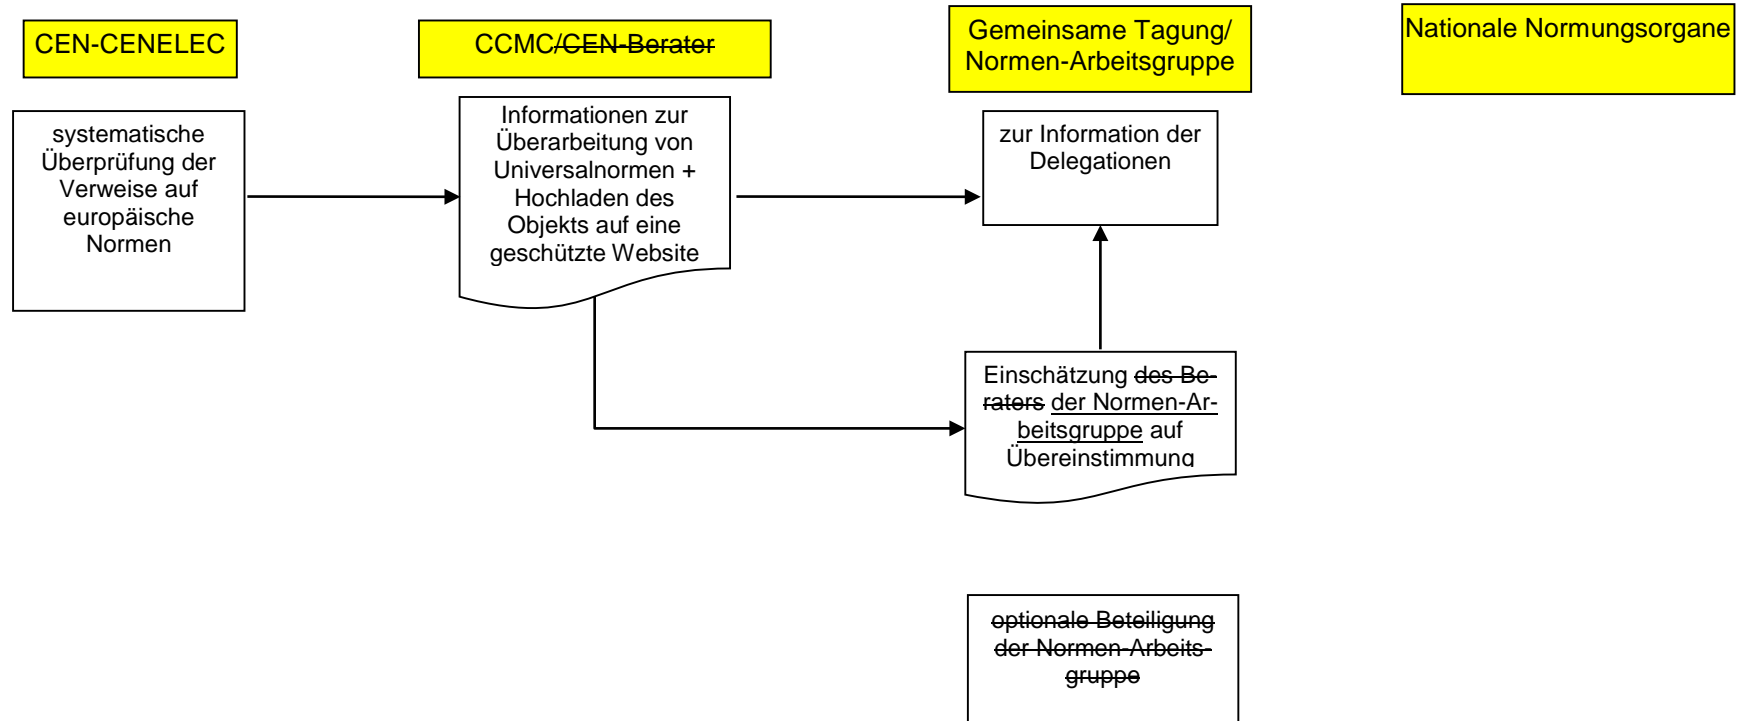 CEN-CENELEC
CCMC/CEN-Berater
Gemeinsame Tagung/
Normen-Arbeitsgruppe
Nationale Normungsorgane
systematische
Überprüfung der
Verweise auf
europäische
Normen
Informationen zur
Überarbeitung von
Universalnormen +
Hochladen des
Objekts auf eine
geschützte Website
zur Information der
Delegationen
Einschätzung des Be-
raters der Normen-Ar-
beitsgruppe auf
Übereinstimmung
optionale Beteiligung
der Normen-Arbeits-
gruppe